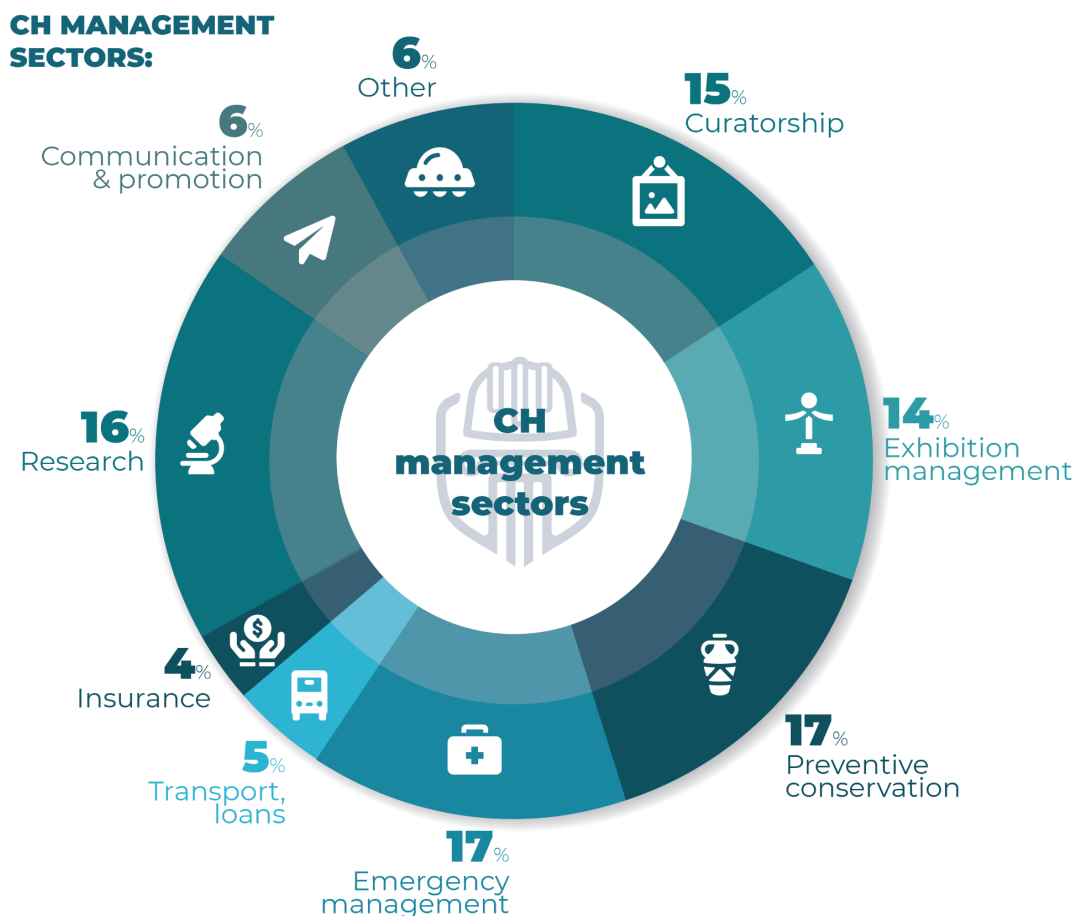 CH MANAGEMENT
SECTORS:
6%
Other
15%
Curatorship
6%
Communication
& promotion
14%
Exhibition
management
16%
Research
CH
management
sectors
4%
Insurance
17%
Preventive
conservation
5%
Transport,
loans
17%
Emergency
management
$